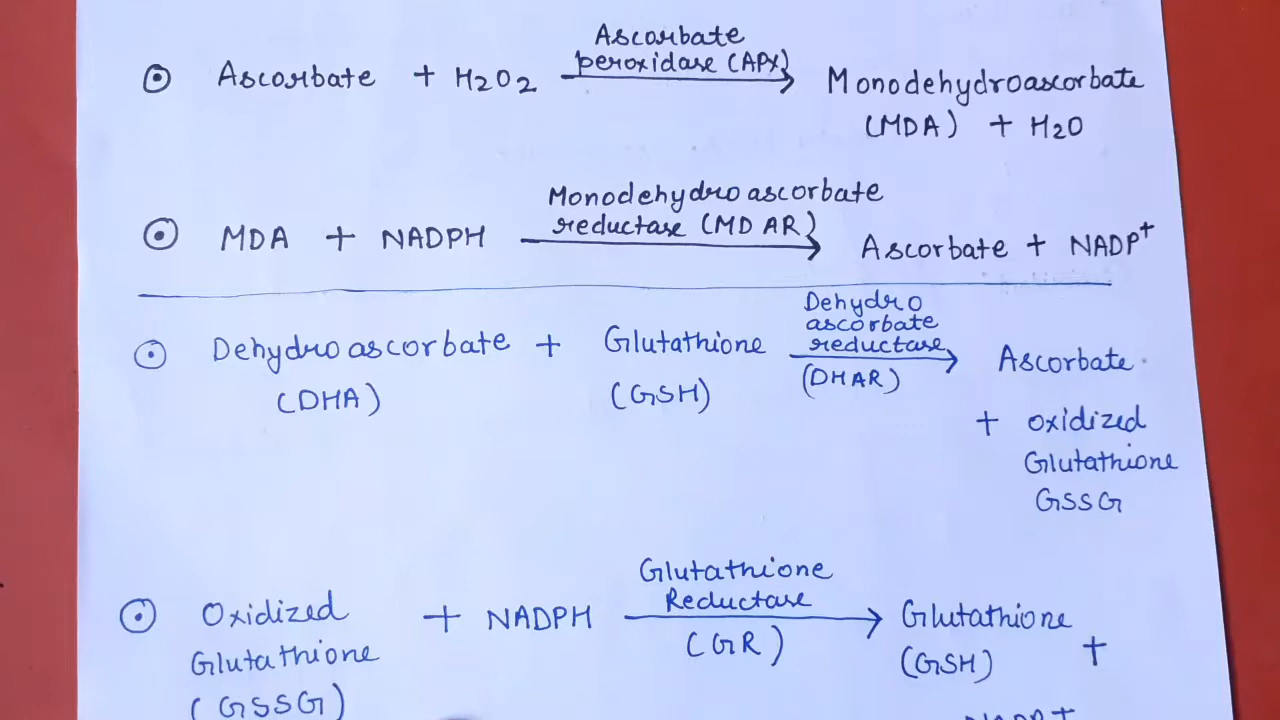 Ascorbate + H2O2 Ascorbate peroxidase (APX) Monodehydroascorbate
(MDA) + H2O
MDA + NADPH Monodehydroascorbate reductase (MDAR) Ascorbate + NADP+
Dehydroascorbate + Glutathione Dehydro ascorbate reductase Ascorbate
(DHA) (GSH) (DHAR)
+ oxidized
Glutathione
GSSG
Oxidized + NADPH Glutathione Reductase Glutathione
Glutathione (GR) (GSH) +
(GSSG)
NADP+